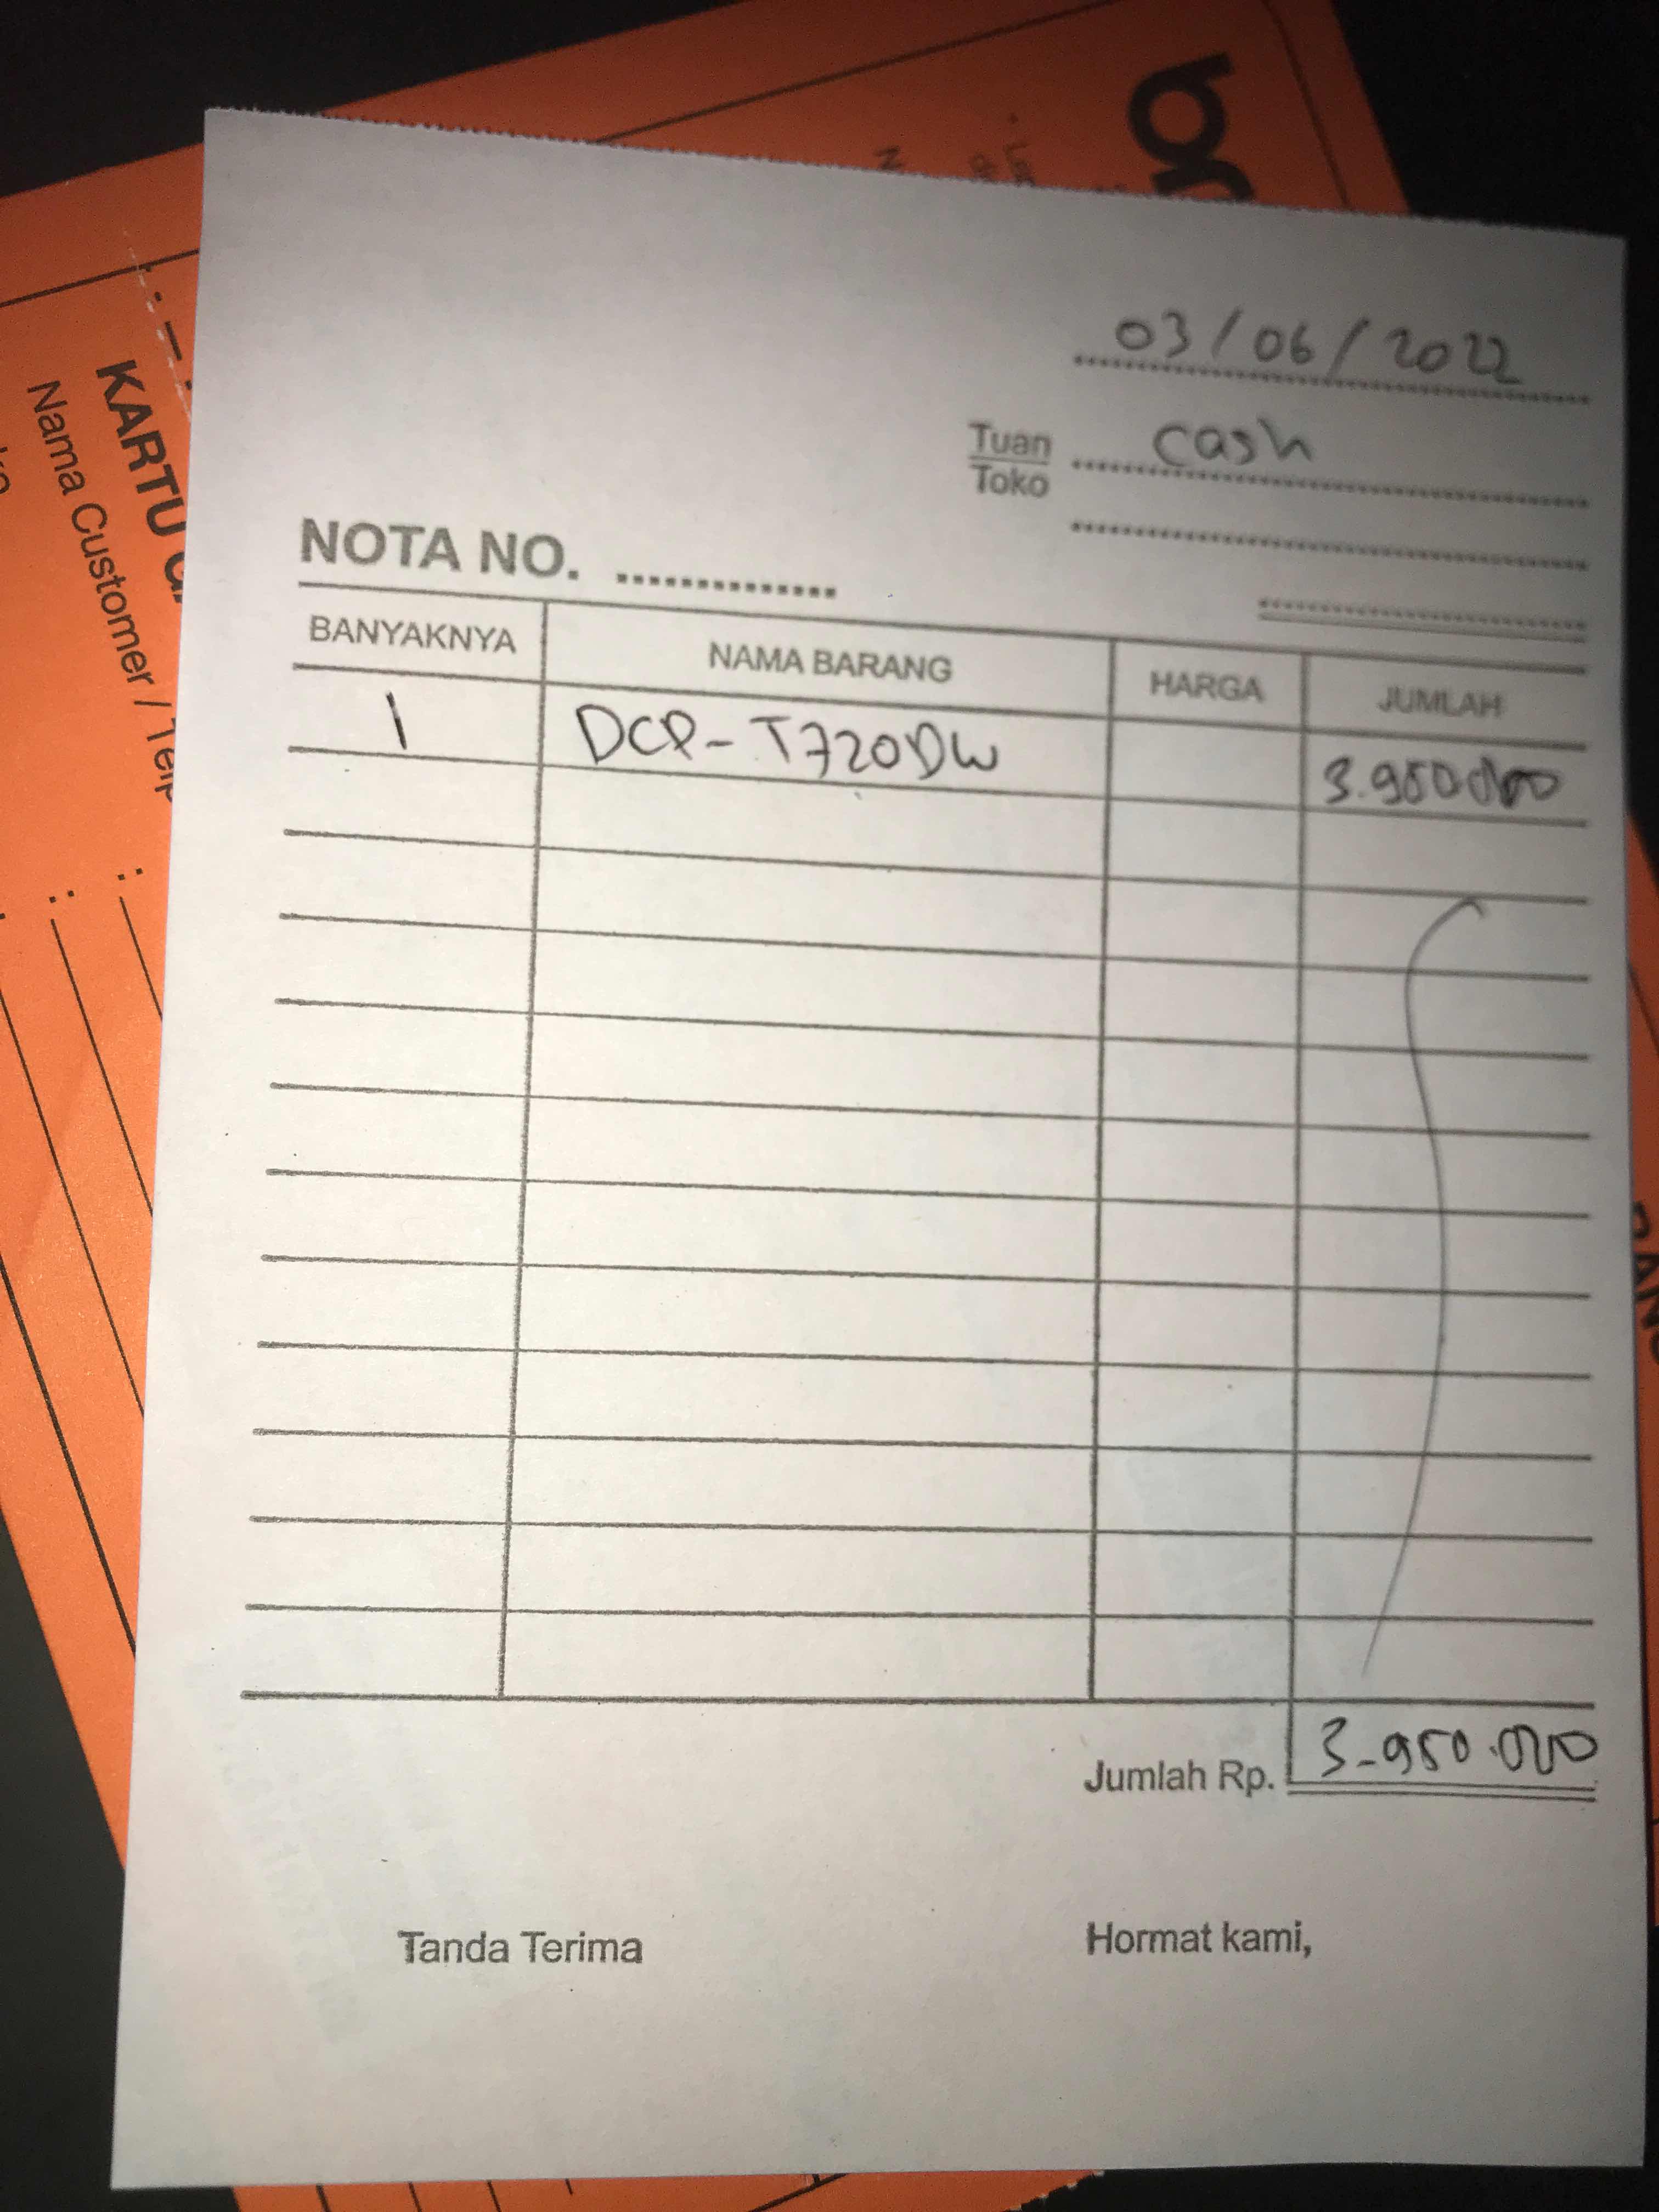 03/06/2022
Tuan cash
Toko
NOTA NO. ..............
BANYAKNYA NAMA BARANG HARGA JUMLAH
1 DCP-T720DW 3.950.000
Jumlah Rp. 3-950.000
Tanda Terima Hormat kami,
KARTU
Nama Customer / Telp